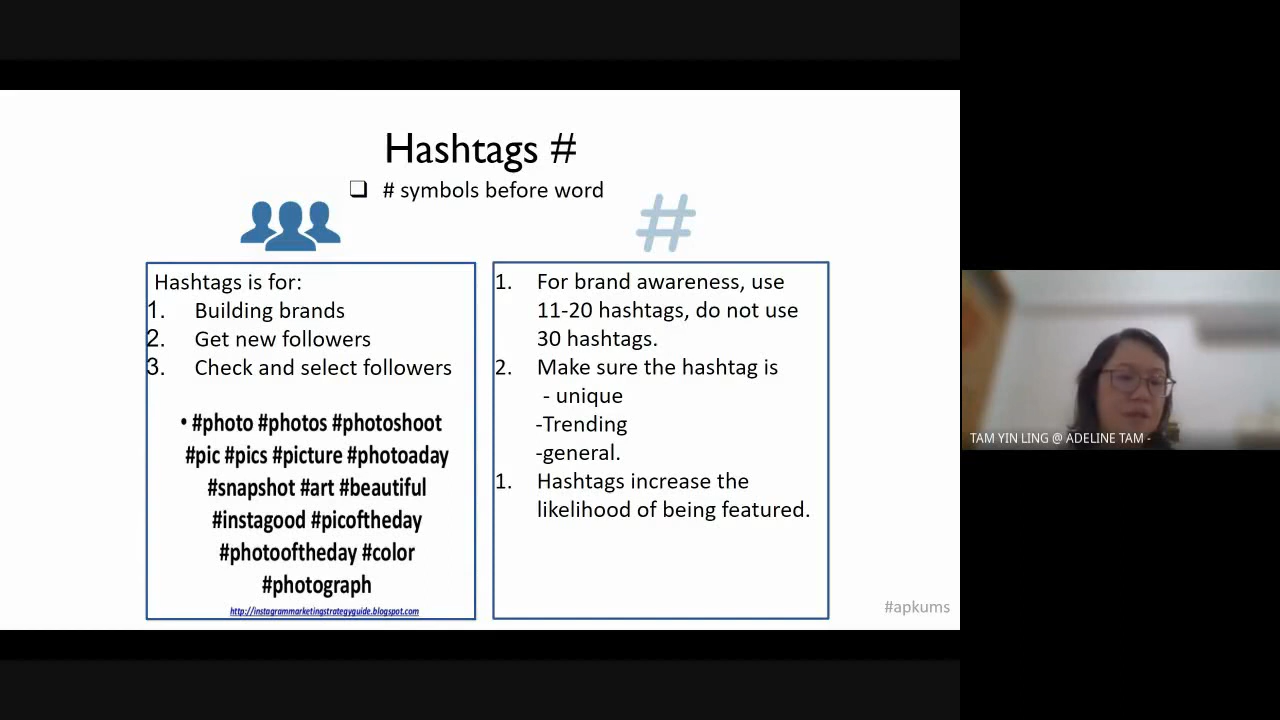 Hashtags #
❑ # symbols before word
Hashtags is for:
1. Building brands
2. Get new followers
3. Check and select followers
• #photo #photos #photoshoot
#pic #pics #picture #photoaday
#snapshot #art #beautiful
#instagood #picoftheday
#photooftheday #color
#photograph
http://instagrammarketingstrategyguide.blogspot.com
1. For brand awareness, use
11-20 hashtags, do not use
30 hashtags.
2. Make sure the hashtag is
- unique
-Trending
-general.
1. Hashtags increase the
likelihood of being featured.
#apkums
TAM YIN LING @ ADELINE TAM -